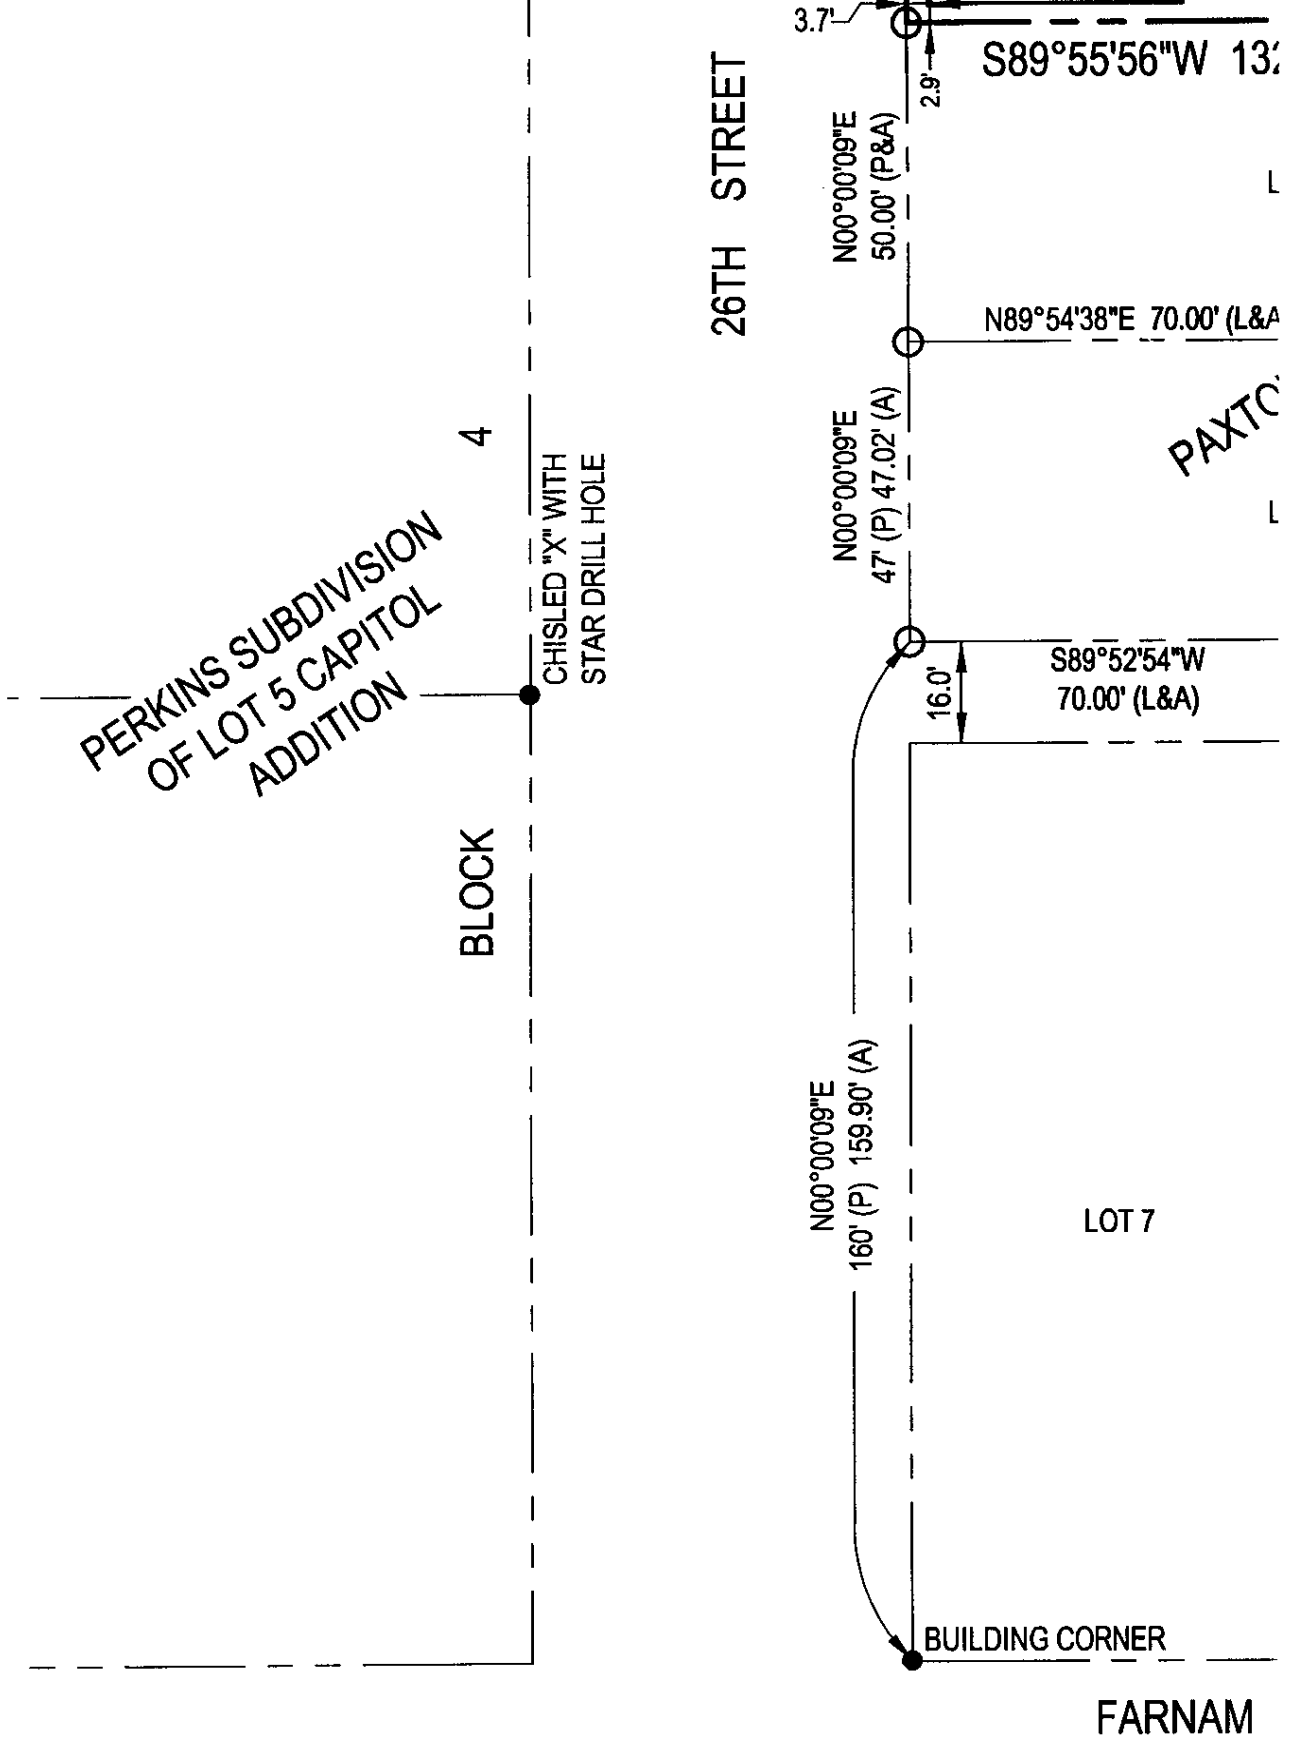 3.7'
S89°55'56"W 132
2.9'
26TH STREET
N00°00'09"E
50.00' (P&A)
L
N89°54'38"E 70.00' (L&A
N00°00'09"E
47' (P) 47.02' (A)
PAXTO
L
4
CHISLED "X" WITH
STAR DRILL HOLE
PERKINS SUBDIVISION
OF LOT 5 CAPITOL
ADDITION
S89°52'54"W
70.00' (L&A)
16.0'
BLOCK
N00°00'09"E
160' (P) 159.90' (A)
LOT 7
BUILDING CORNER
FARNAM